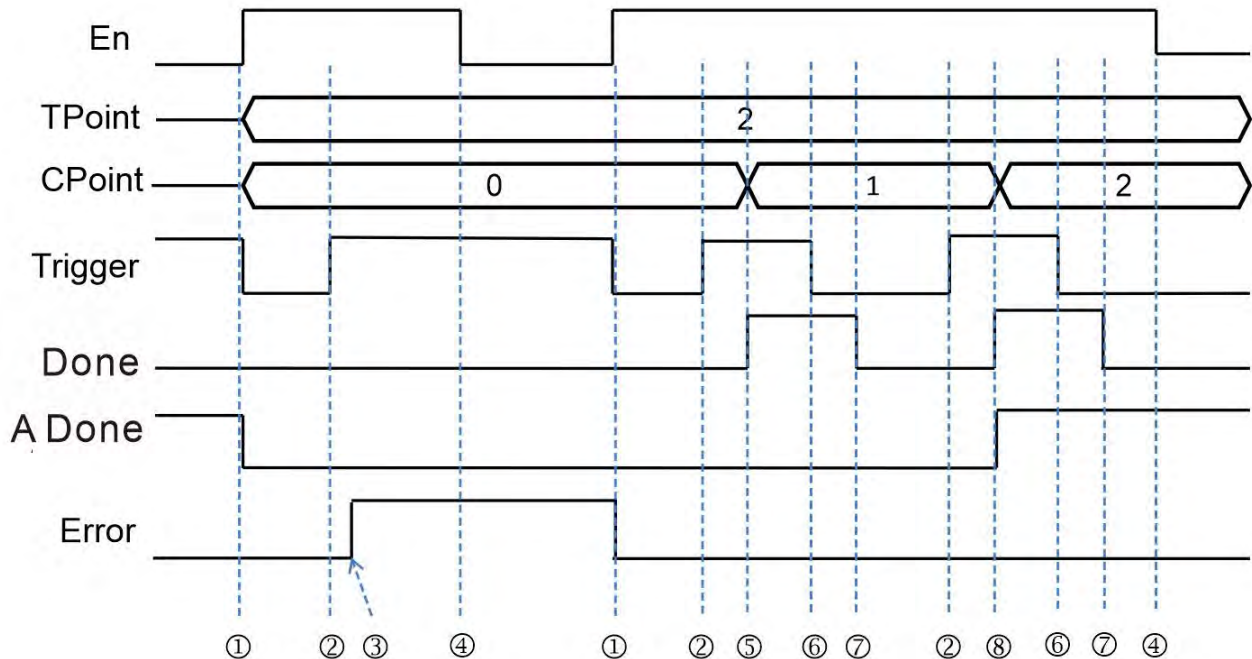 En
TPoint
2
CPoint
0
1
2
Trigger
Done
A Done
Error
① ② ③ ④ ① ② ⑤ ⑥ ⑦ ② ⑧ ⑥ ⑦ ④